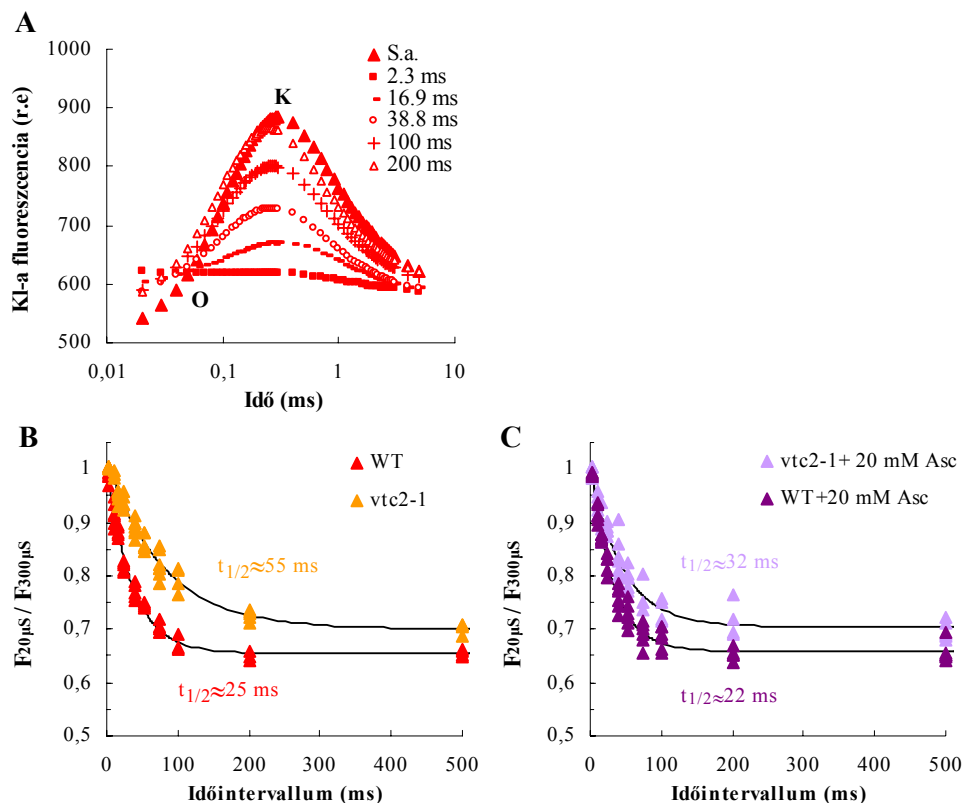 A
Kl-a fluoreszcencia (r.e)
1000
900
800
700
600
500
K
O
S.a.
2.3 ms
16.9 ms
38.8 ms
100 ms
200 ms
0,01
0,1
1
10
Idő (ms)
B
F20µS / F300µS
1
0,9
0,8
0,7
0,6
0,5
WT
vtc2-1
t1/2≈55 ms
t1/2≈25 ms
0
100
200
300
400
500
Időintervallum (ms)
C
F20µS / F300µS
1
0,9
0,8
0,7
0,6
0,5
vtc2-1+ 20 mM Asc
WT+20 mM Asc
t1/2≈32 ms
t1/2≈22 ms
0
100
200
300
400
500
Időintervallum (ms)